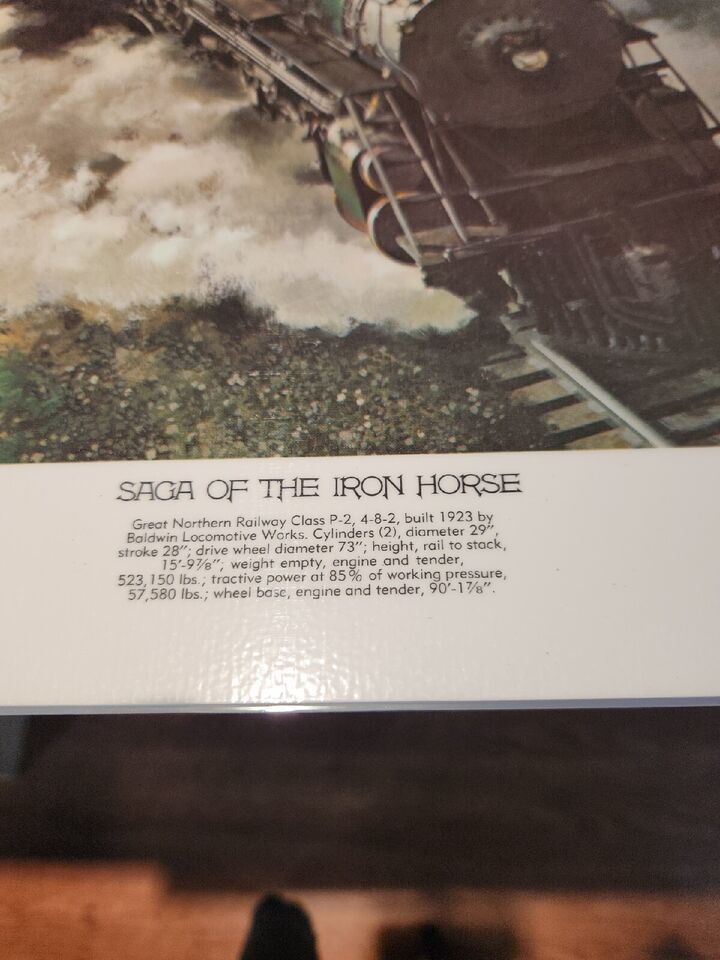 SAGA OF THE IRON HORSE
Great Northern Railway Class P-2, 4-8-2, built 1923 by
Baldwin Locomotive Works. Cylinders (2), diameter 29″,
stroke 28″; drive wheel diameter 73″; height, rail to stack,
15′-9⅞″; weight empty, engine and tender,
523,150 lbs.; tractive power at 85% of working pressure,
57,580 lbs.; wheel base, engine and tender, 90′-1⅞″.